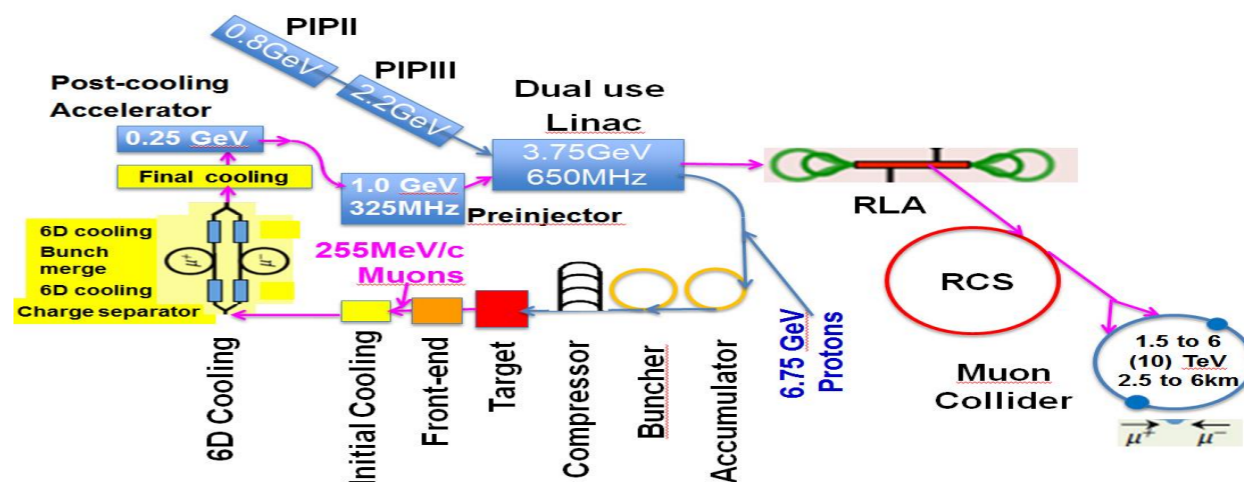 PIPII
0.8GeV
PIPIII
2.2GeV
Post-cooling
Accelerator
0.25 GeV
Final cooling
Dual use
Linac
3.75GeV
650MHz
1.0 GeV
325MHz
Preinjector
RLA
6D cooling
Bunch
merge
6D cooling
Charge separator
μ+
μ-
255MeV/c
Muons
RCS
6D Cooling
Initial Cooling
Front-end
Target
Compressor
Buncher
Accumulator
6.75 GeV
Protons
Muon
Collider
1.5 to 6
(10) TeV
2.5 to 6km
μ+ μ−